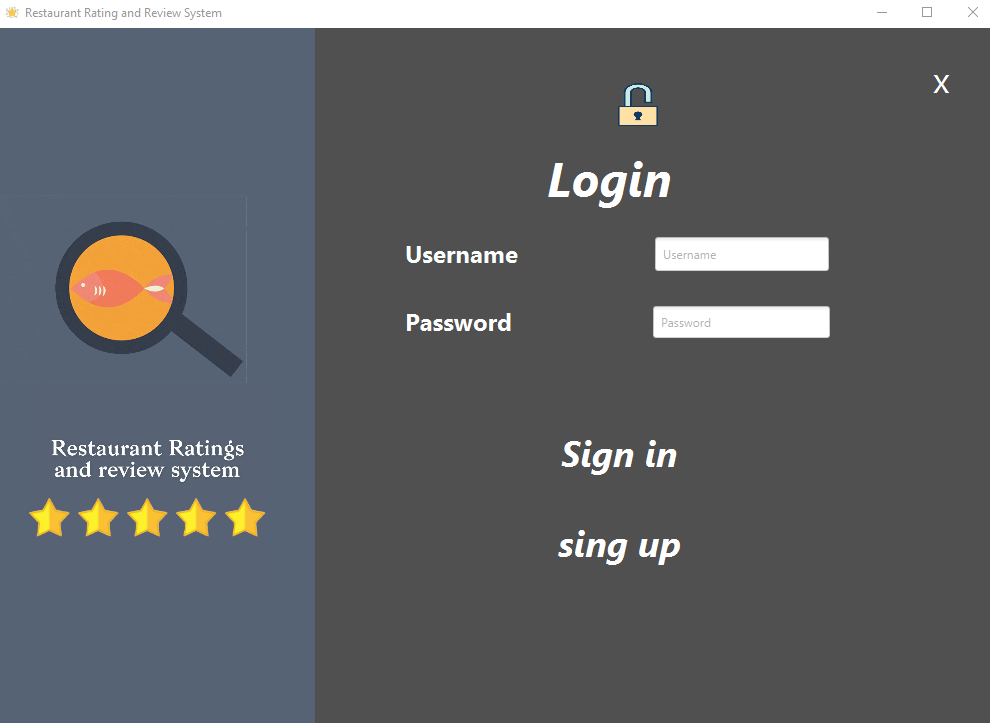 Restaurant Rating and Review System
X
Login
Username
Username
Password
Password
Restaurant Ratings
and review system
Sign in
sing up